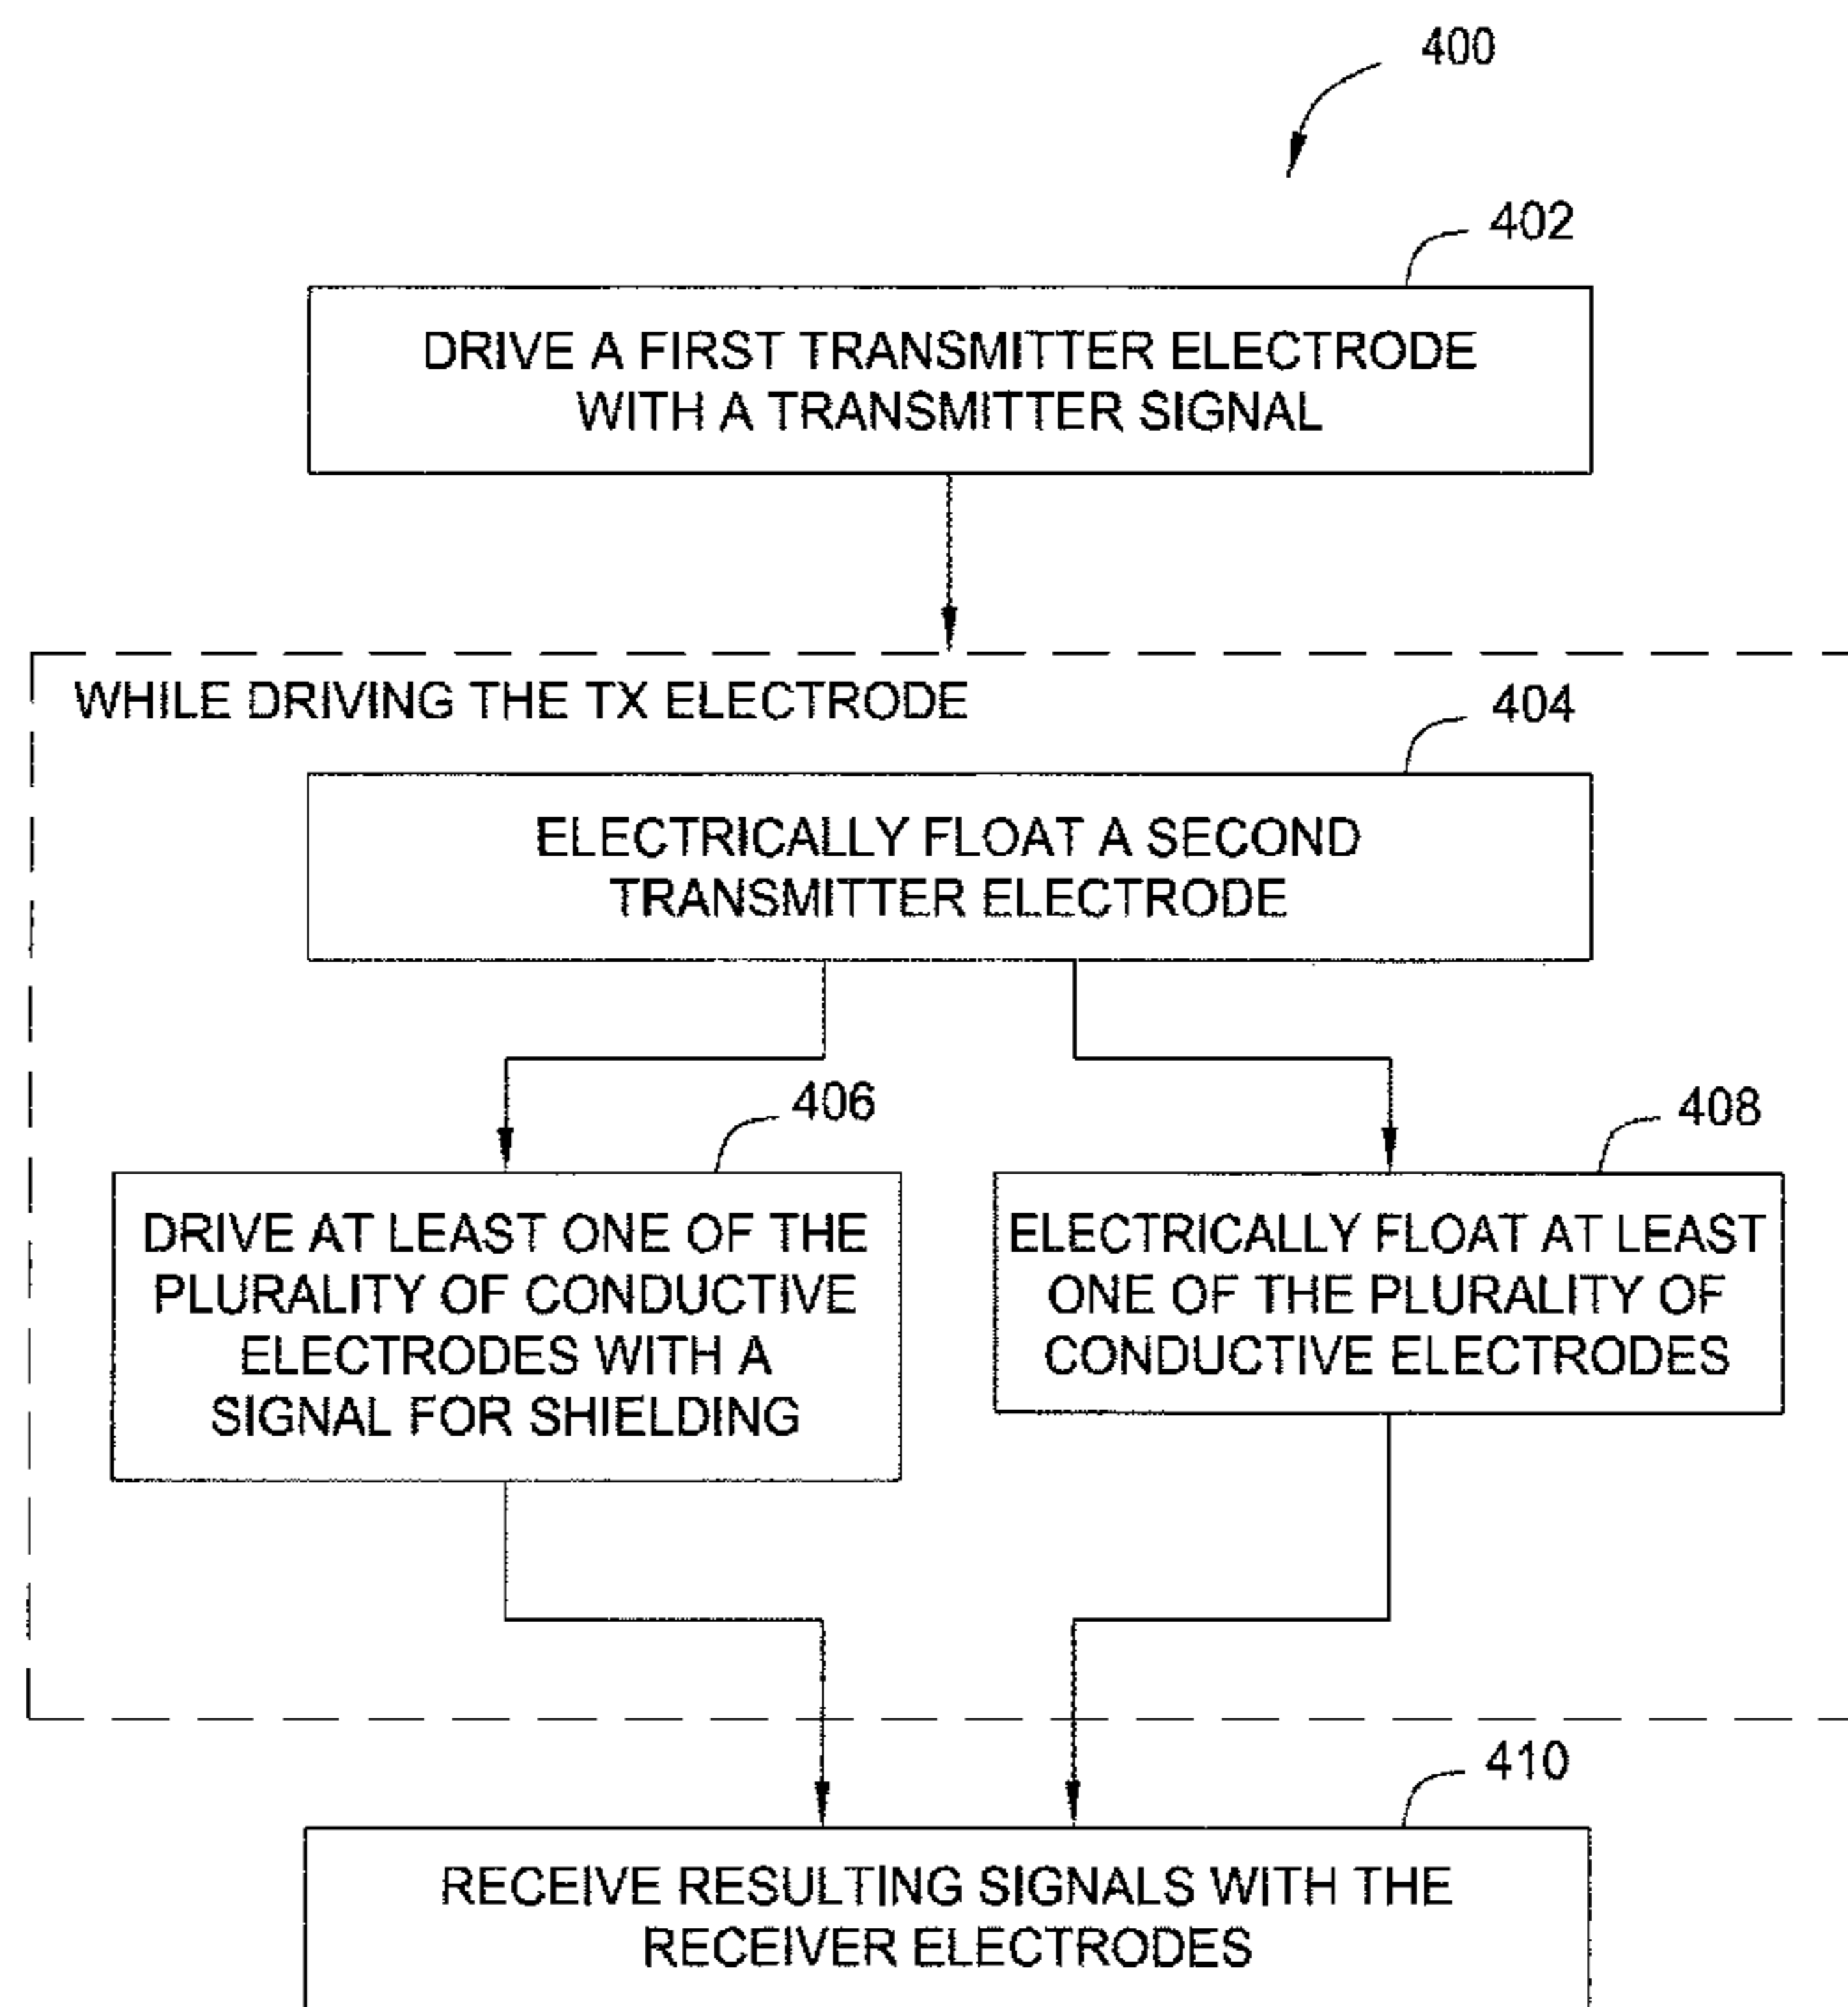 400
402
DRIVE A FIRST TRANSMITTER ELECTRODE
WITH A TRANSMITTER SIGNAL
WHILE DRIVING THE TX ELECTRODE
404
ELECTRICALLY FLOAT A SECOND
TRANSMITTER ELECTRODE
406
DRIVE AT LEAST ONE OF THE
PLURALITY OF CONDUCTIVE
ELECTRODES WITH A
SIGNAL FOR SHIELDING
408
ELECTRICALLY FLOAT AT LEAST
ONE OF THE PLURALITY OF
CONDUCTIVE ELECTRODES
410
RECEIVE RESULTING SIGNALS WITH THE
RECEIVER ELECTRODES